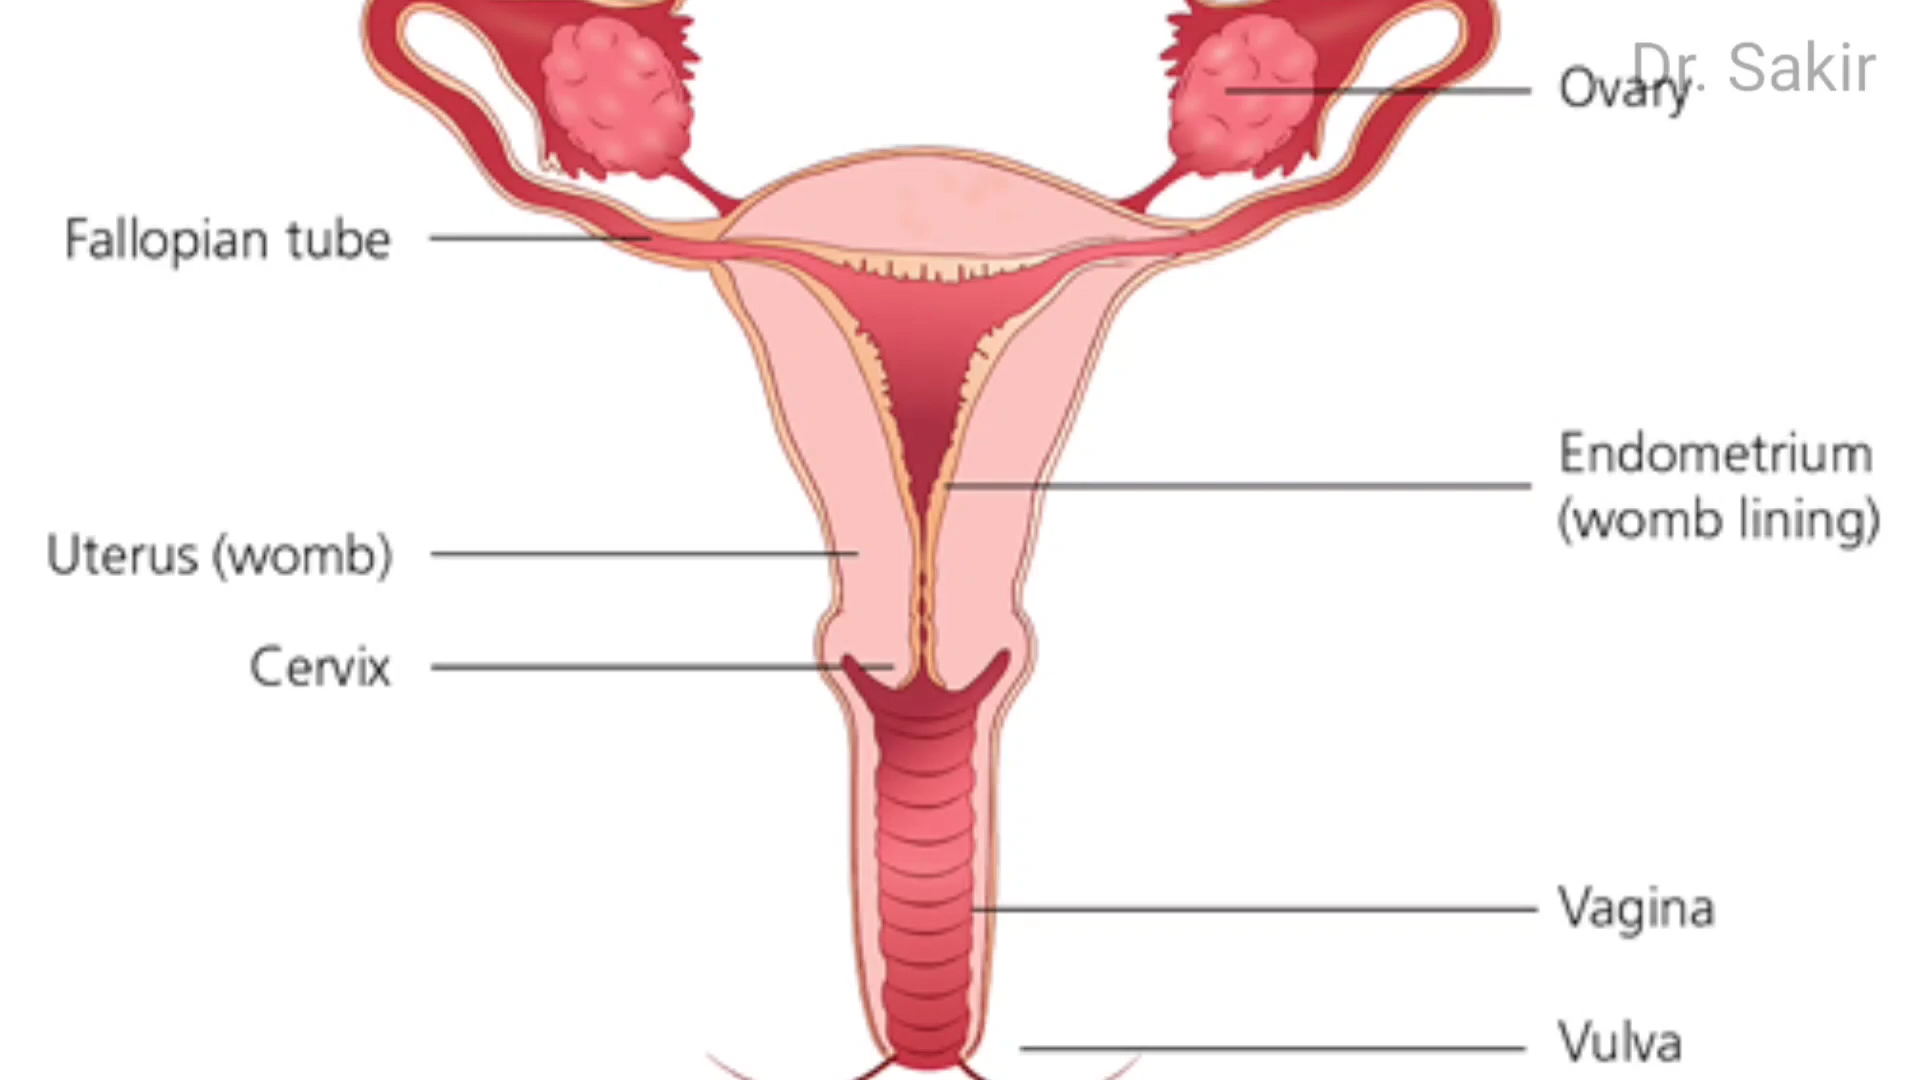 Dr. Sakir
Ovary
Fallopian tube
Endometrium
(womb lining)
Uterus (womb)
Cervix
Vagina
Vulva